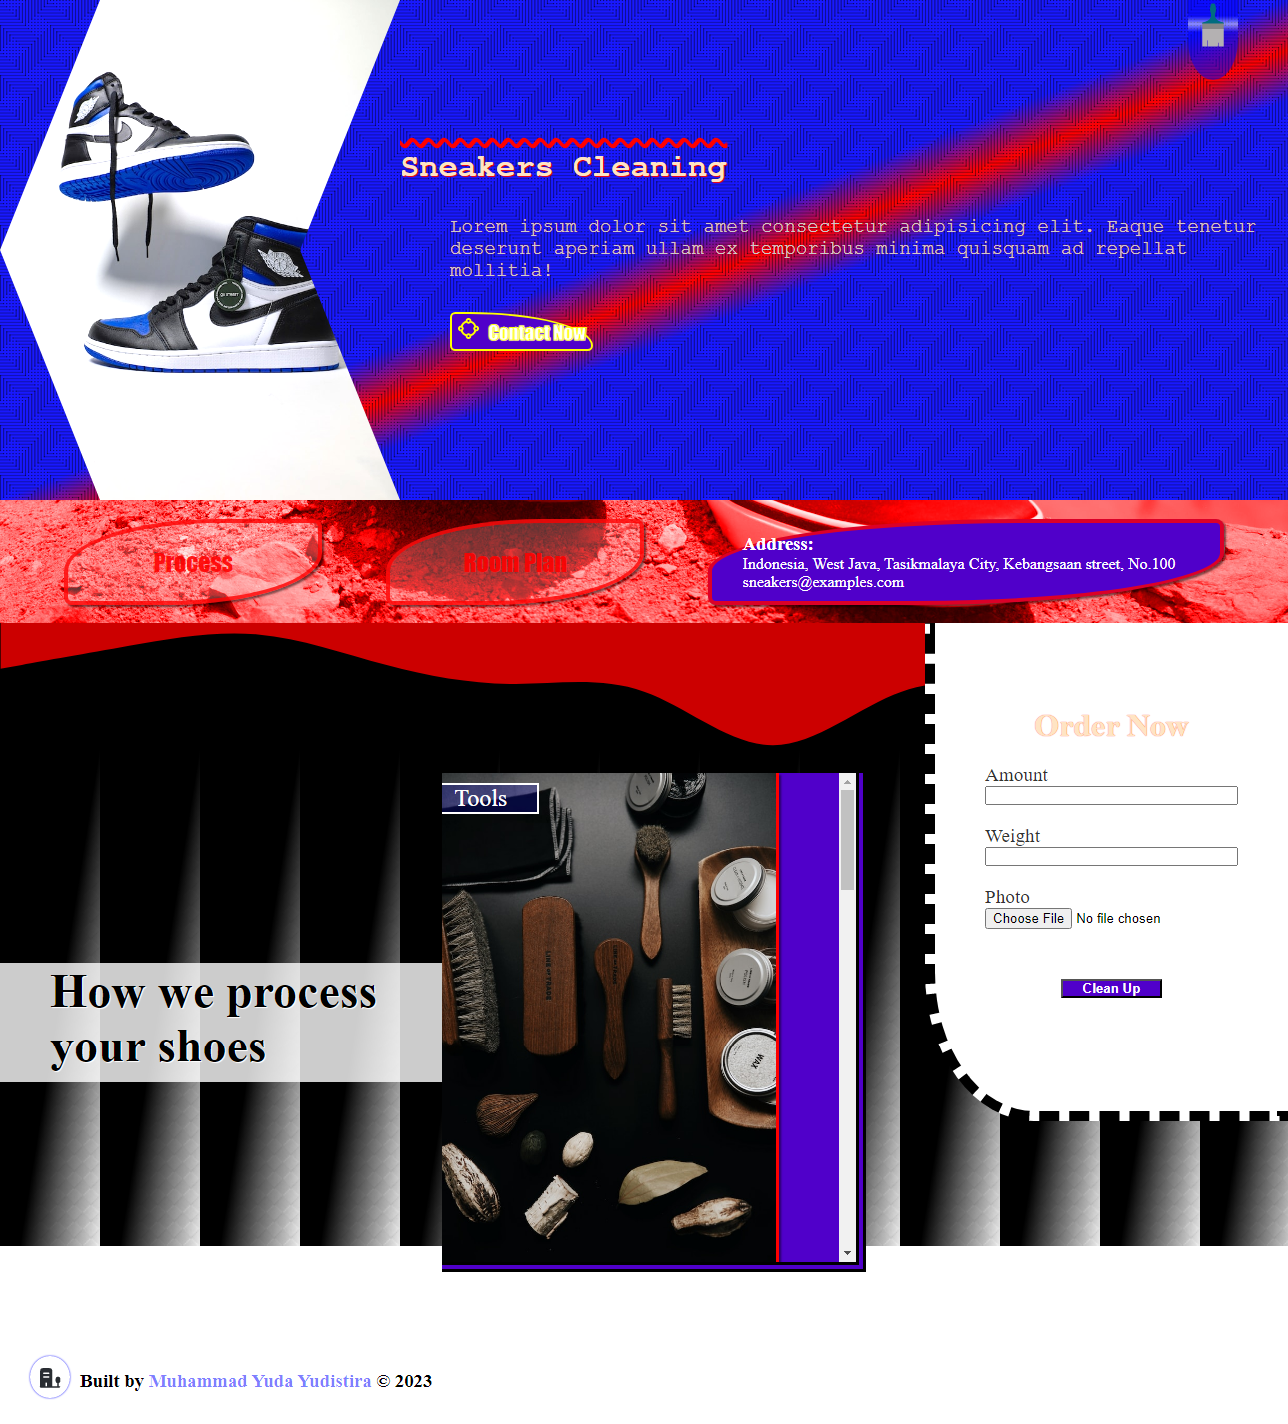 Sneakers Cleaning
Lorem ipsum dolor sit amet consectetur adipisicing elit. Eaque tenetur
deserunt aperiam ullam ex temporibus minima quisquam ad repellat
mollitia!
Contact Now
Process
Room Plan
Address:
Indonesia, West Java, Tasikmalaya City, Kebangsaan street, No.100
sneakers@examples.com
Order Now
Amount
Weight
Photo
Choose File No file chosen
Clean Up
Tools
WAX
How we process
your shoes
Built by Muhammad Yuda Yudistira © 2023